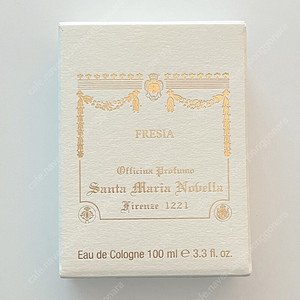 FRESIA
Officina Profumo
Santa Maria Novella
Firenze 1221
Eau de Cologne 100 ml ℮ 3.3 fl. oz.